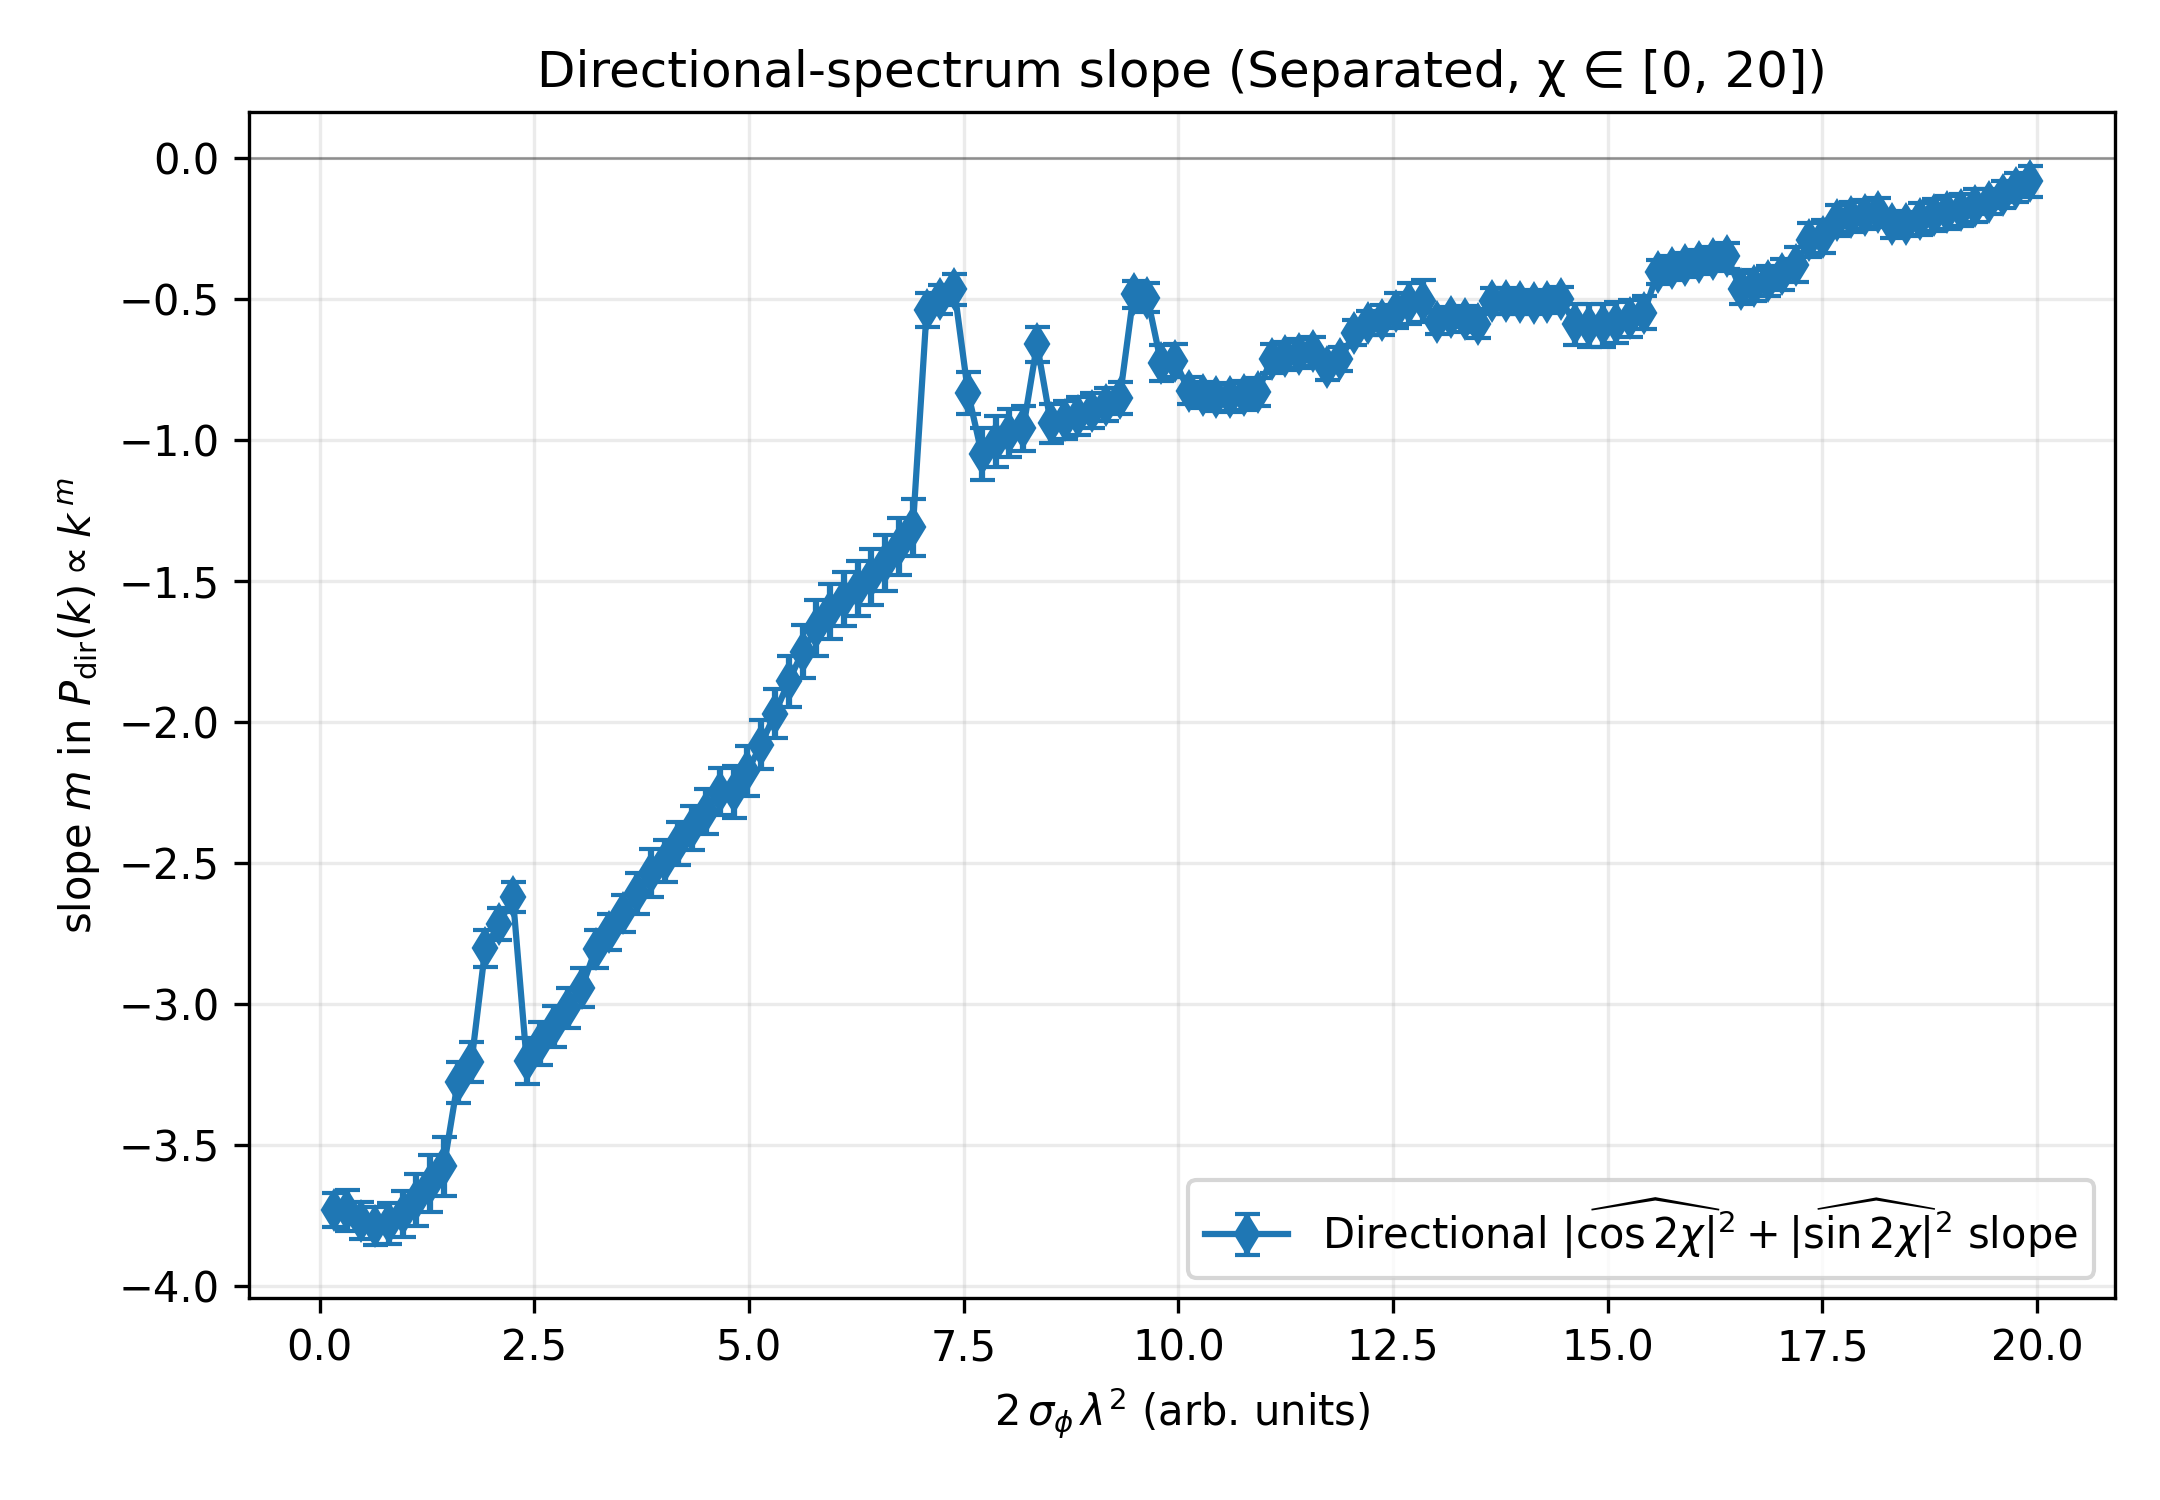 Directional-spectrum slope (Separated, χ ∈ [0, 20])
slope m in P_dir(k) ∝ k^m
0.0
−0.5
−1.0
−1.5
−2.0
−2.5
−3.0
−3.5
−4.0
Directional |\widehat{cos 2χ}|² + |\widehat{sin 2χ}|² slope
0.0 2.5 5.0 7.5 10.0 12.5 15.0 17.5 20.0
2 σ_ϕ λ² (arb. units)